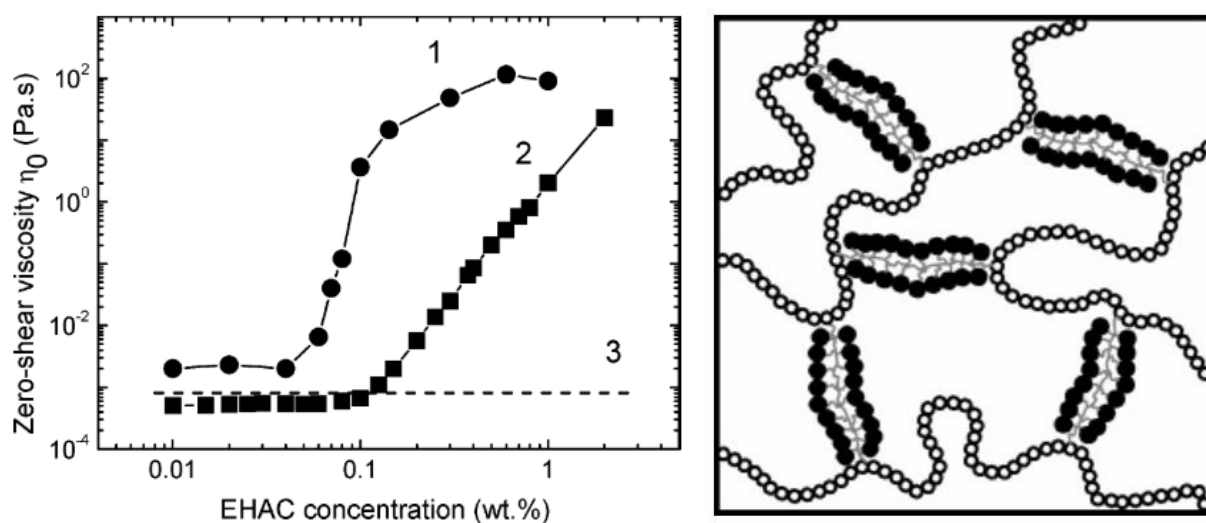 Zero-shear viscosity η0 (Pa.s)
10^2
10^0
10^-2
10^-4
1
2
3
0.01 0.1 1
EHAC concentration (wt.%)